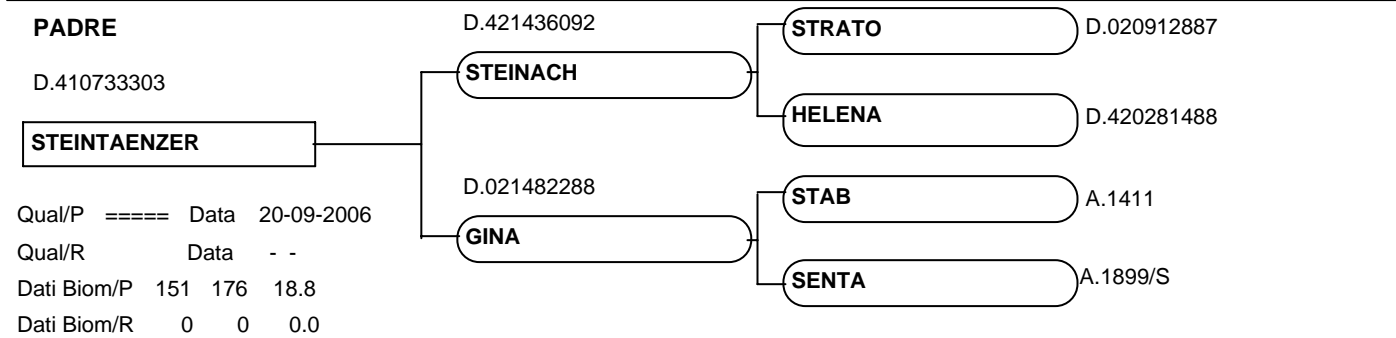 PADRE
D.410733303
STEINTAENZER
Qual/P ===== Data 20-09-2006
Qual/R Data - -
Dati Biom/P 151 176 18.8
Dati Biom/R 0 0 0.0
D.421436092
STEINACH
D.021482288
GINA
STRATO D.020912887
HELENA D.420281488
STAB A.1411
SENTA A.1899/S